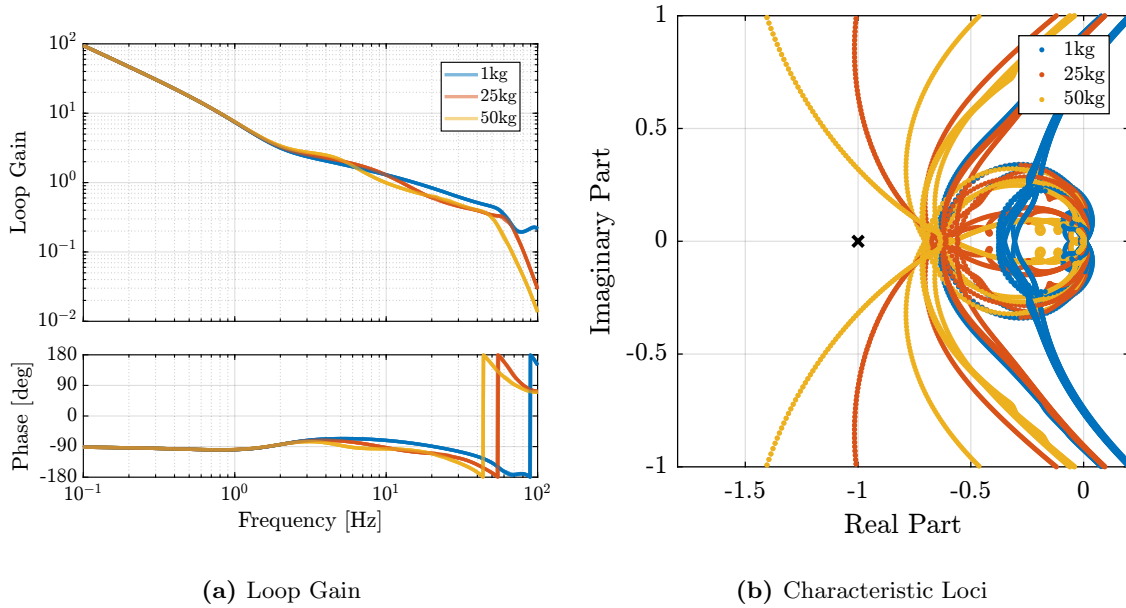 10^2
10^1
10^0
10^-1
10^-2
Loop Gain
1kg
25kg
50kg
180
90
0
-90
-180
Phase [deg]
10^-1
10^0
10^1
10^2
Frequency [Hz]
(a) Loop Gain
1
0.5
0
-0.5
-1
Imaginary Part
1kg
25kg
50kg
-1.5
-1
-0.5
0
Real Part
(b) Characteristic Loci